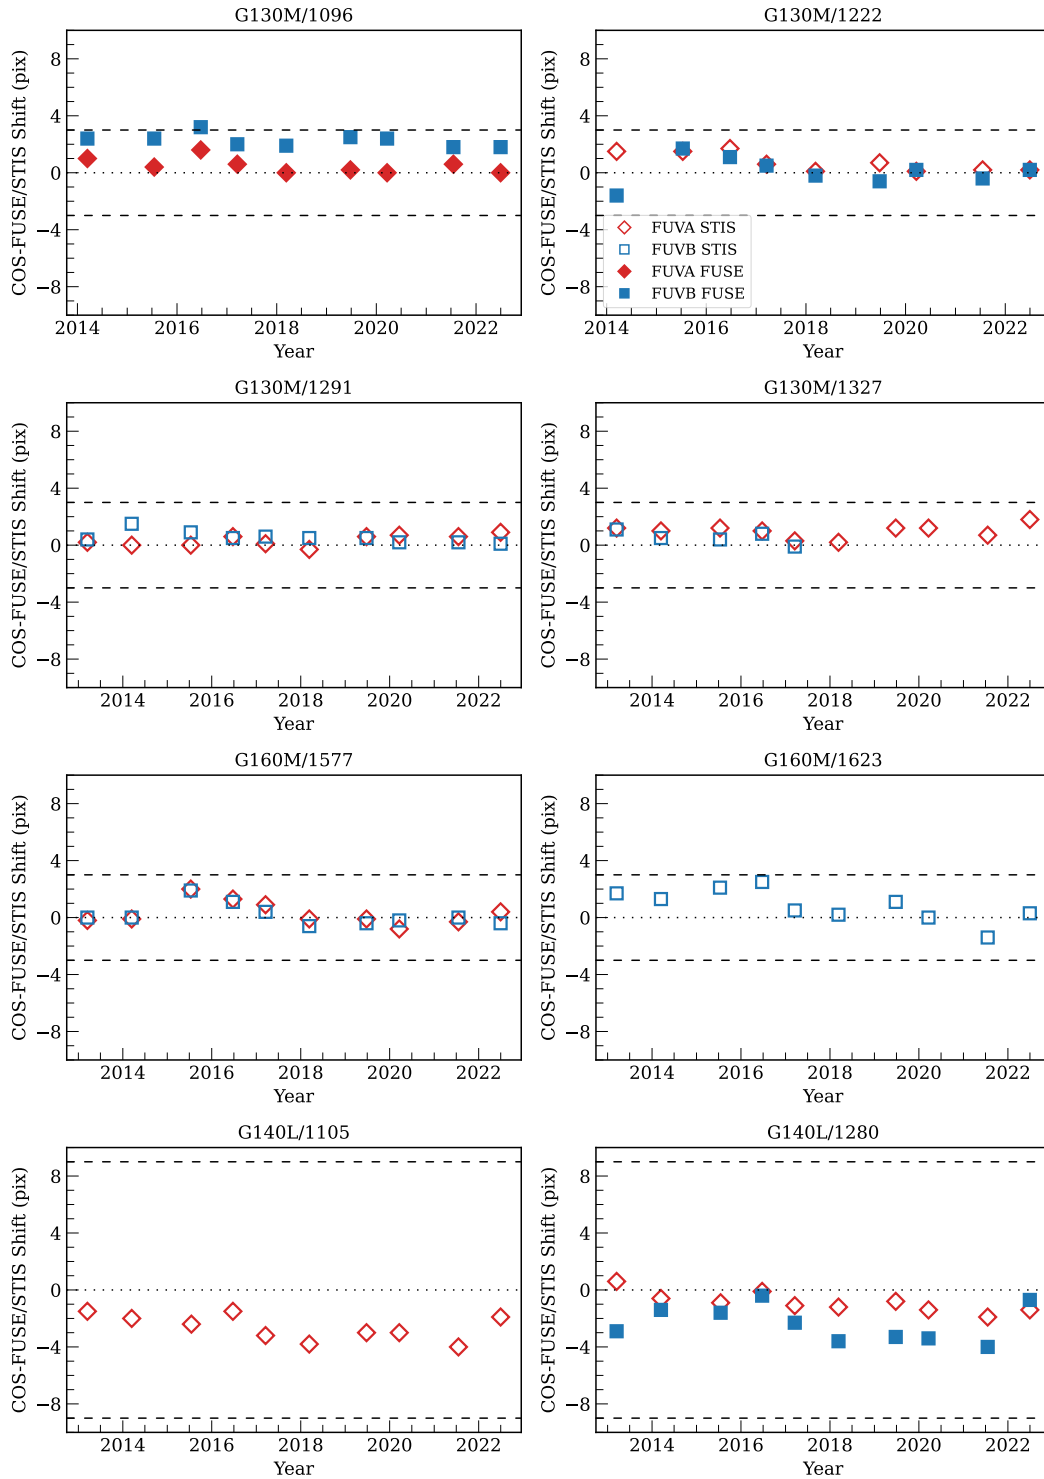 G130M/1096
COS-FUSE/STIS Shift (pix)
8
4
0
−4
−8
2014 2016 2018 2020 2022
Year
G130M/1222
COS-FUSE/STIS Shift (pix)
8
4
0
−4
−8
FUVA STIS
FUVB STIS
FUVA FUSE
FUVB FUSE
2014 2016 2018 2020 2022
Year
G130M/1291
COS-FUSE/STIS Shift (pix)
8
4
0
−4
−8
2014 2016 2018 2020 2022
Year
G130M/1327
COS-FUSE/STIS Shift (pix)
8
4
0
−4
−8
2014 2016 2018 2020 2022
Year
G160M/1577
COS-FUSE/STIS Shift (pix)
8
4
0
−4
−8
2014 2016 2018 2020 2022
Year
G160M/1623
COS-FUSE/STIS Shift (pix)
8
4
0
−4
−8
2014 2016 2018 2020 2022
Year
G140L/1105
COS-FUSE/STIS Shift (pix)
8
4
0
−4
−8
2014 2016 2018 2020 2022
Year
G140L/1280
COS-FUSE/STIS Shift (pix)
8
4
0
−4
−8
2014 2016 2018 2020 2022
Year